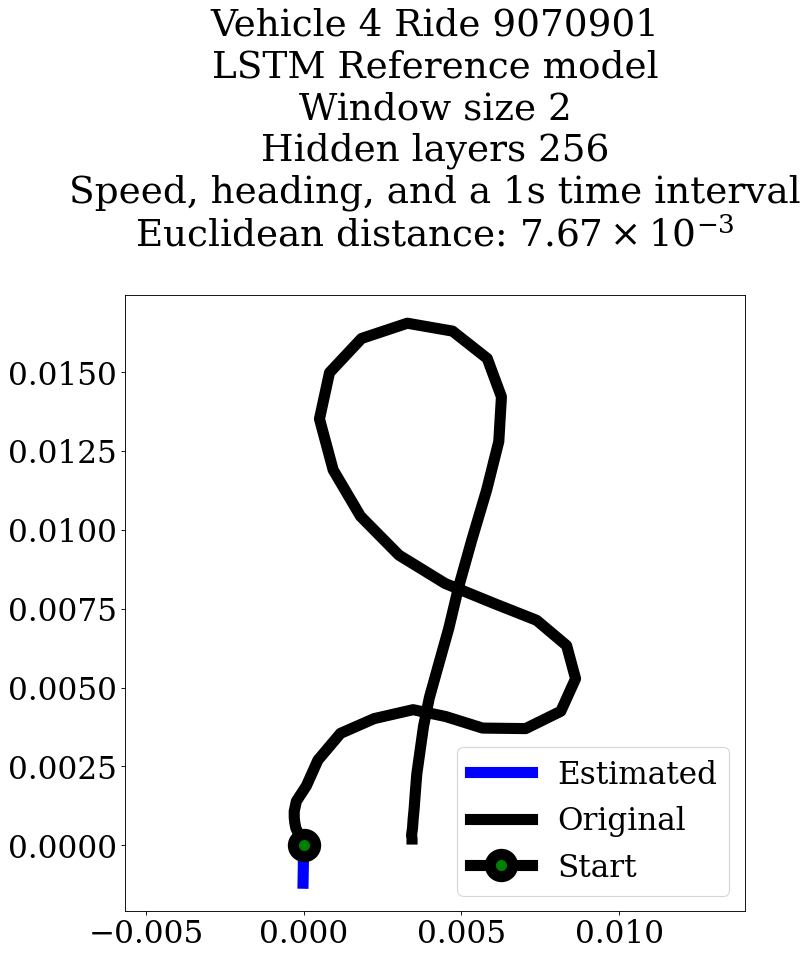 Vehicle 4 Ride 9070901
LSTM Reference model
Window size 2
Hidden layers 256
Speed, heading, and a 1s time interval
Euclidean distance: 7.67 × 10⁻³
0.0150
0.0125
0.0100
0.0075
0.0050
0.0025
0.0000
Estimated
Original
Start
−0.005 0.000 0.005 0.010